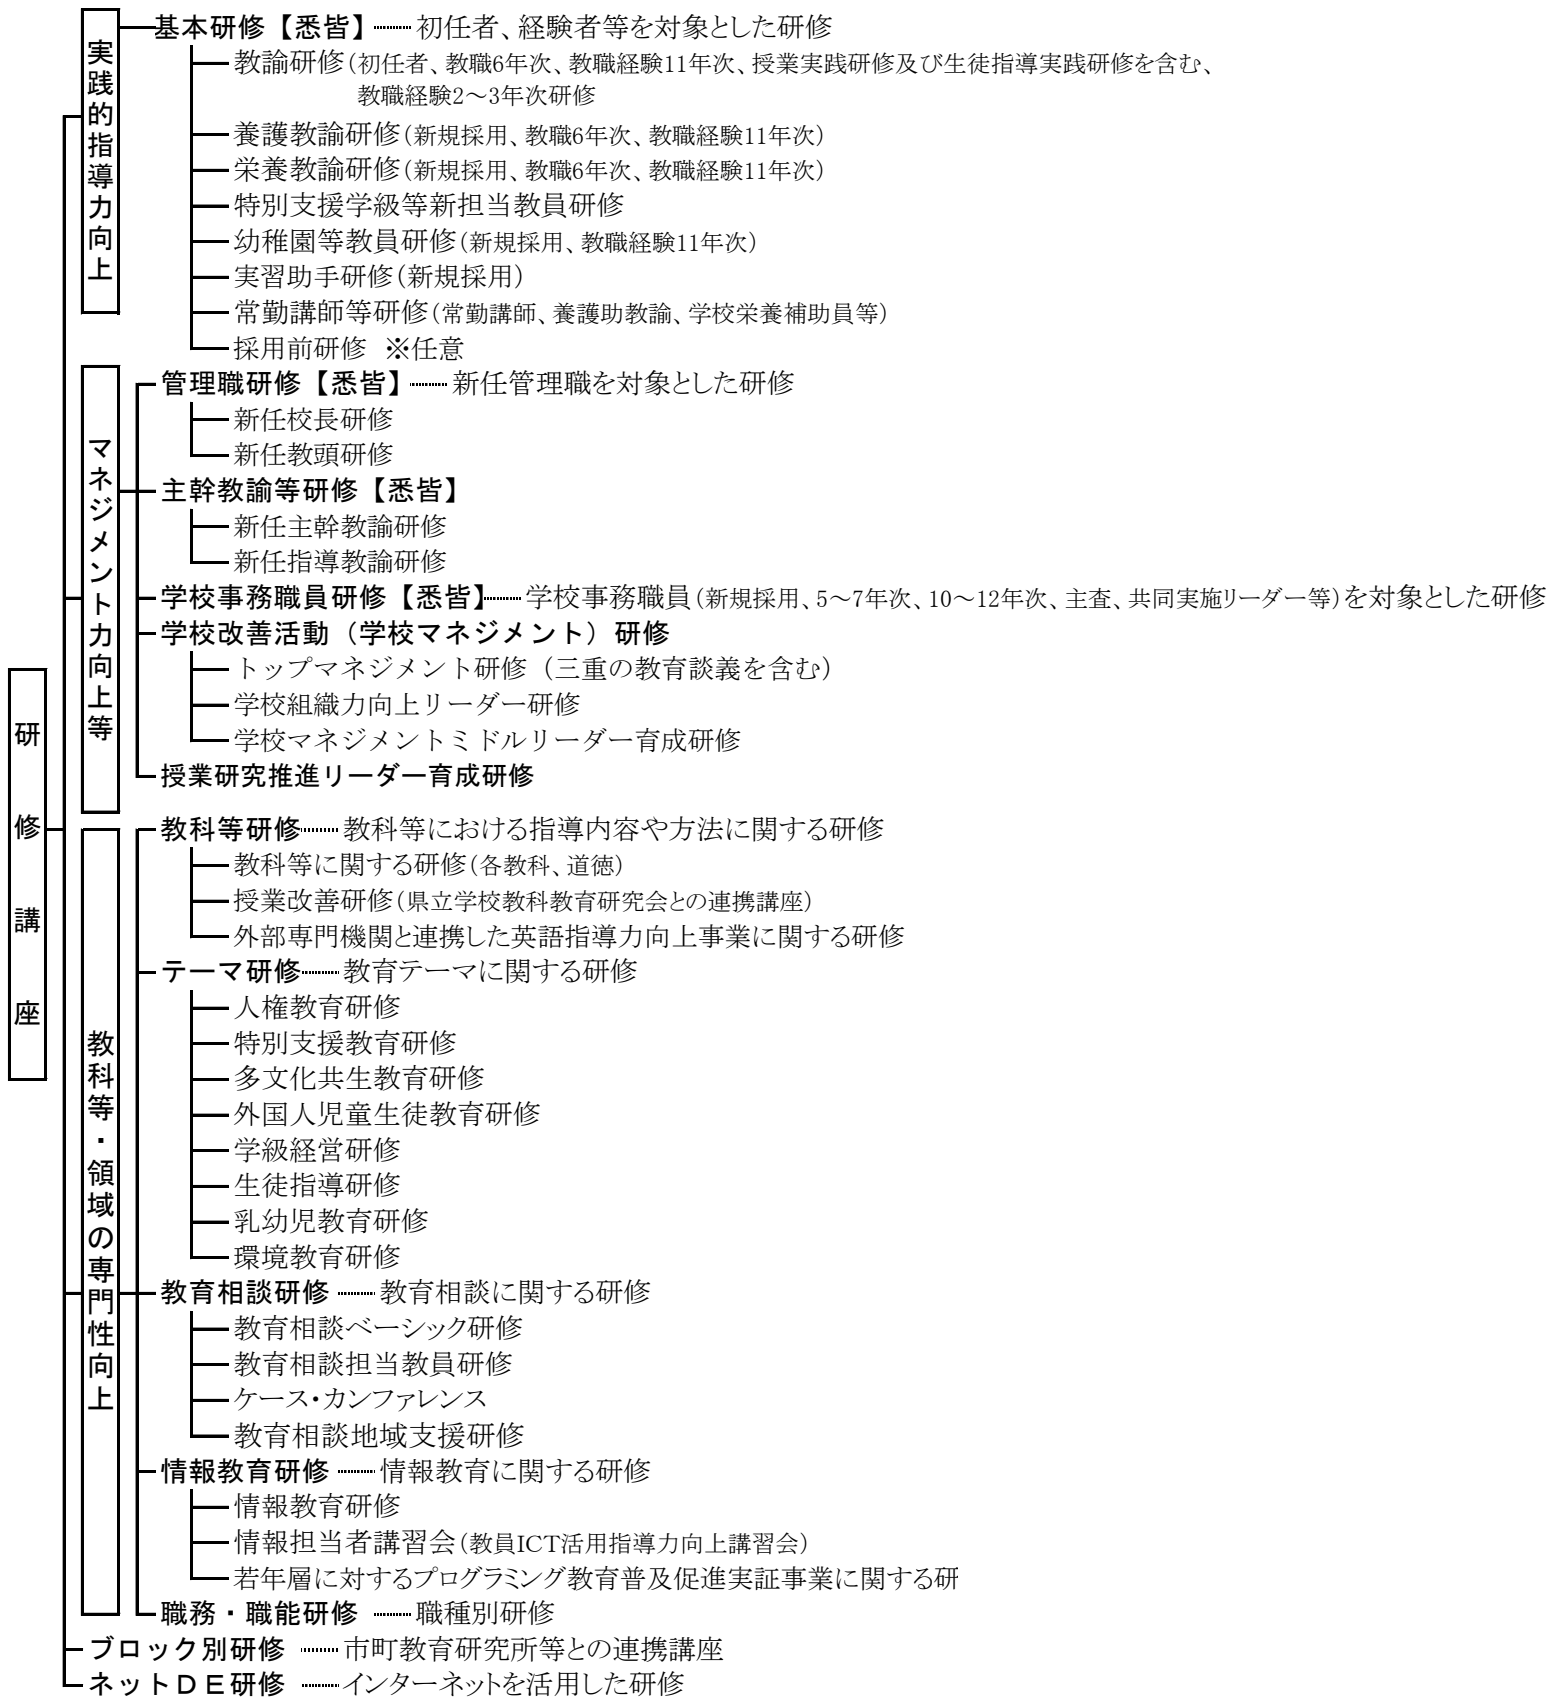 研修講座
実践的指導力向上
基本研修【悉皆】……初任者、経験者等を対象とした研修
教諭研修（初任者、教職6年次、教職経験11年次、授業実践研修及び生徒指導実践研修を含む、
教職経験2～3年次研修
養護教諭研修（新規採用、教職6年次、教職経験11年次）
栄養教諭研修（新規採用、教職6年次、教職経験11年次）
特別支援学級等新担当教員研修
幼稚園等教員研修（新規採用、教職経験11年次）
実習助手研修（新規採用）
常勤講師等研修（常勤講師、養護助教諭、学校栄養補助員等）
採用前研修　※任意
マネジメント力向上等
管理職研修【悉皆】……新任管理職を対象とした研修
新任校長研修
新任教頭研修
主幹教諭等研修【悉皆】
新任主幹教諭研修
新任指導教諭研修
学校事務職員研修【悉皆】……学校事務職員（新規採用、5～7年次、10～12年次、主査、共同実施リーダー等）を対象とした研修
学校改善活動（学校マネジメント）研修
トップマネジメント研修（三重の教育談義を含む）
学校組織力向上リーダー研修
学校マネジメントミドルリーダー育成研修
授業研究推進リーダー育成研修
教科等・領域の専門性向上
教科等研修……教科等における指導内容や方法に関する研修
教科等に関する研修（各教科、道徳）
授業改善研修（県立学校教科教育研究会との連携講座）
外部専門機関と連携した英語指導力向上事業に関する研修
テーマ研修……教育テーマに関する研修
人権教育研修
特別支援教育研修
多文化共生教育研修
外国人児童生徒教育研修
学級経営研修
生徒指導研修
乳幼児教育研修
環境教育研修
教育相談研修……教育相談に関する研修
教育相談ベーシック研修
教育相談担当教員研修
ケース・カンファレンス
教育相談地域支援研修
情報教育研修……情報教育に関する研修
情報教育研修
情報担当者講習会（教員ICT活用指導力向上講習会）
若年層に対するプログラミング教育普及促進実証事業に関する研
職務・職能研修……職種別研修
ブロック別研修……市町教育研究所等との連携講座
ネットＤＥ研修……インターネットを活用した研修